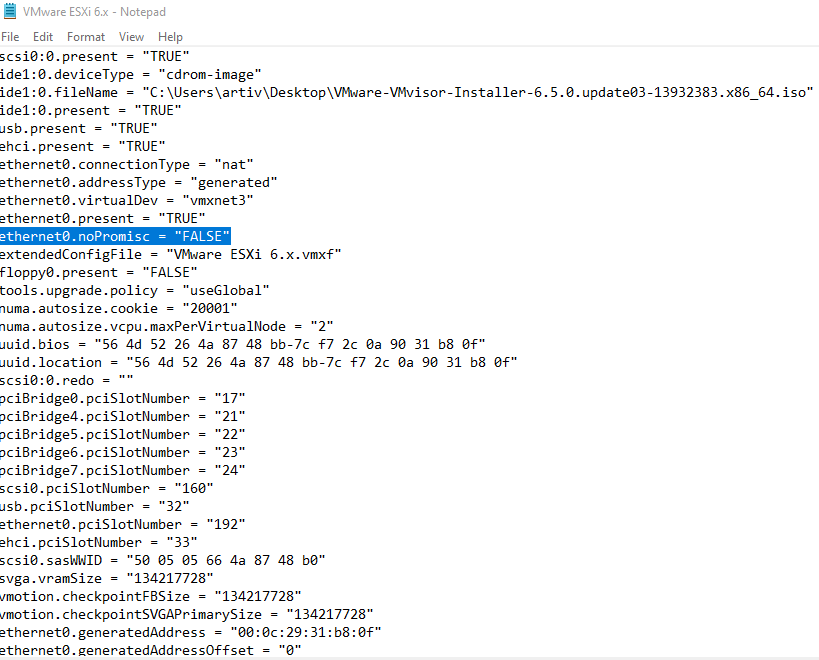 VMware ESXi 6.x - Notepad
File Edit Format View Help
scsi0:0.present = "TRUE"
ide1:0.deviceType = "cdrom-image"
ide1:0.fileName = "C:\Users\artiv\Desktop\VMware-VMvisor-Installer-6.5.0.update03-13932383.x86_64.iso"
ide1:0.present = "TRUE"
usb.present = "TRUE"
ehci.present = "TRUE"
ethernet0.connectionType = "nat"
ethernet0.addressType = "generated"
ethernet0.virtualDev = "vmxnet3"
ethernet0.present = "TRUE"
ethernet0.noPromisc = "FALSE"
extendedConfigFile = "VMware ESXi 6.x.vmxf"
floppy0.present = "FALSE"
tools.upgrade.policy = "useGlobal"
numa.autosize.cookie = "20001"
numa.autosize.vcpu.maxPerVirtualNode = "2"
uuid.bios = "56 4d 52 26 4a 87 48 bb-7c f7 2c 0a 90 31 b8 0f"
uuid.location = "56 4d 52 26 4a 87 48 bb-7c f7 2c 0a 90 31 b8 0f"
scsi0:0.redo = ""
pciBridge0.pciSlotNumber = "17"
pciBridge4.pciSlotNumber = "21"
pciBridge5.pciSlotNumber = "22"
pciBridge6.pciSlotNumber = "23"
pciBridge7.pciSlotNumber = "24"
scsi0.pciSlotNumber = "160"
usb.pciSlotNumber = "32"
ethernet0.pciSlotNumber = "192"
ehci.pciSlotNumber = "33"
scsi0.sasWWID = "50 05 05 66 4a 87 48 b0"
svga.vramSize = "134217728"
vmotion.checkpointFBSize = "134217728"
vmotion.checkpointSVGAPrimarySize = "134217728"
ethernet0.generatedAddress = "00:0c:29:31:b8:0f"
ethernet0.generatedAddressOffset = "0"